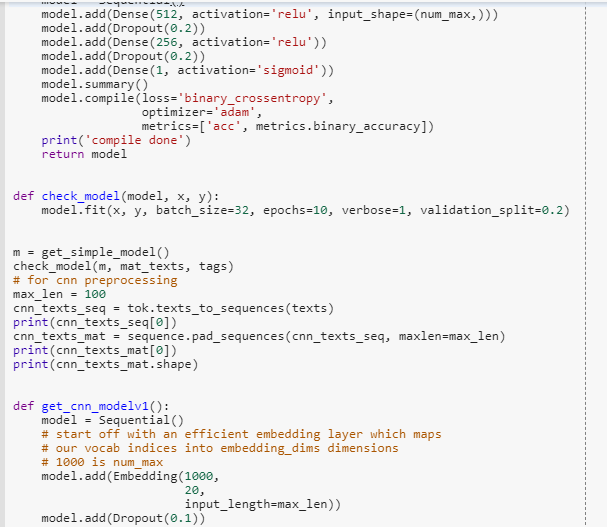 model = Sequential()
model.add(Dense(512, activation='relu', input_shape=(num_max,)))
model.add(Dropout(0.2))
model.add(Dense(256, activation='relu'))
model.add(Dropout(0.2))
model.add(Dense(1, activation='sigmoid'))
model.summary()
model.compile(loss='binary_crossentropy',
optimizer='adam',
metrics=['acc', metrics.binary_accuracy])
print('compile done')
return model
def check_model(model, x, y):
model.fit(x, y, batch_size=32, epochs=10, verbose=1, validation_split=0.2)
m = get_simple_model()
check_model(m, mat_texts, tags)
# for cnn preprocessing
max_len = 100
cnn_texts_seq = tok.texts_to_sequences(texts)
print(cnn_texts_seq[0])
cnn_texts_mat = sequence.pad_sequences(cnn_texts_seq, maxlen=max_len)
print(cnn_texts_mat[0])
print(cnn_texts_mat.shape)
def get_cnn_modelv1():
model = Sequential()
# start off with an efficient embedding layer which maps
# our vocab indices into embedding_dims dimensions
# 1000 is num_max
model.add(Embedding(1000,
20,
input_length=max_len))
model.add(Dropout(0.1))